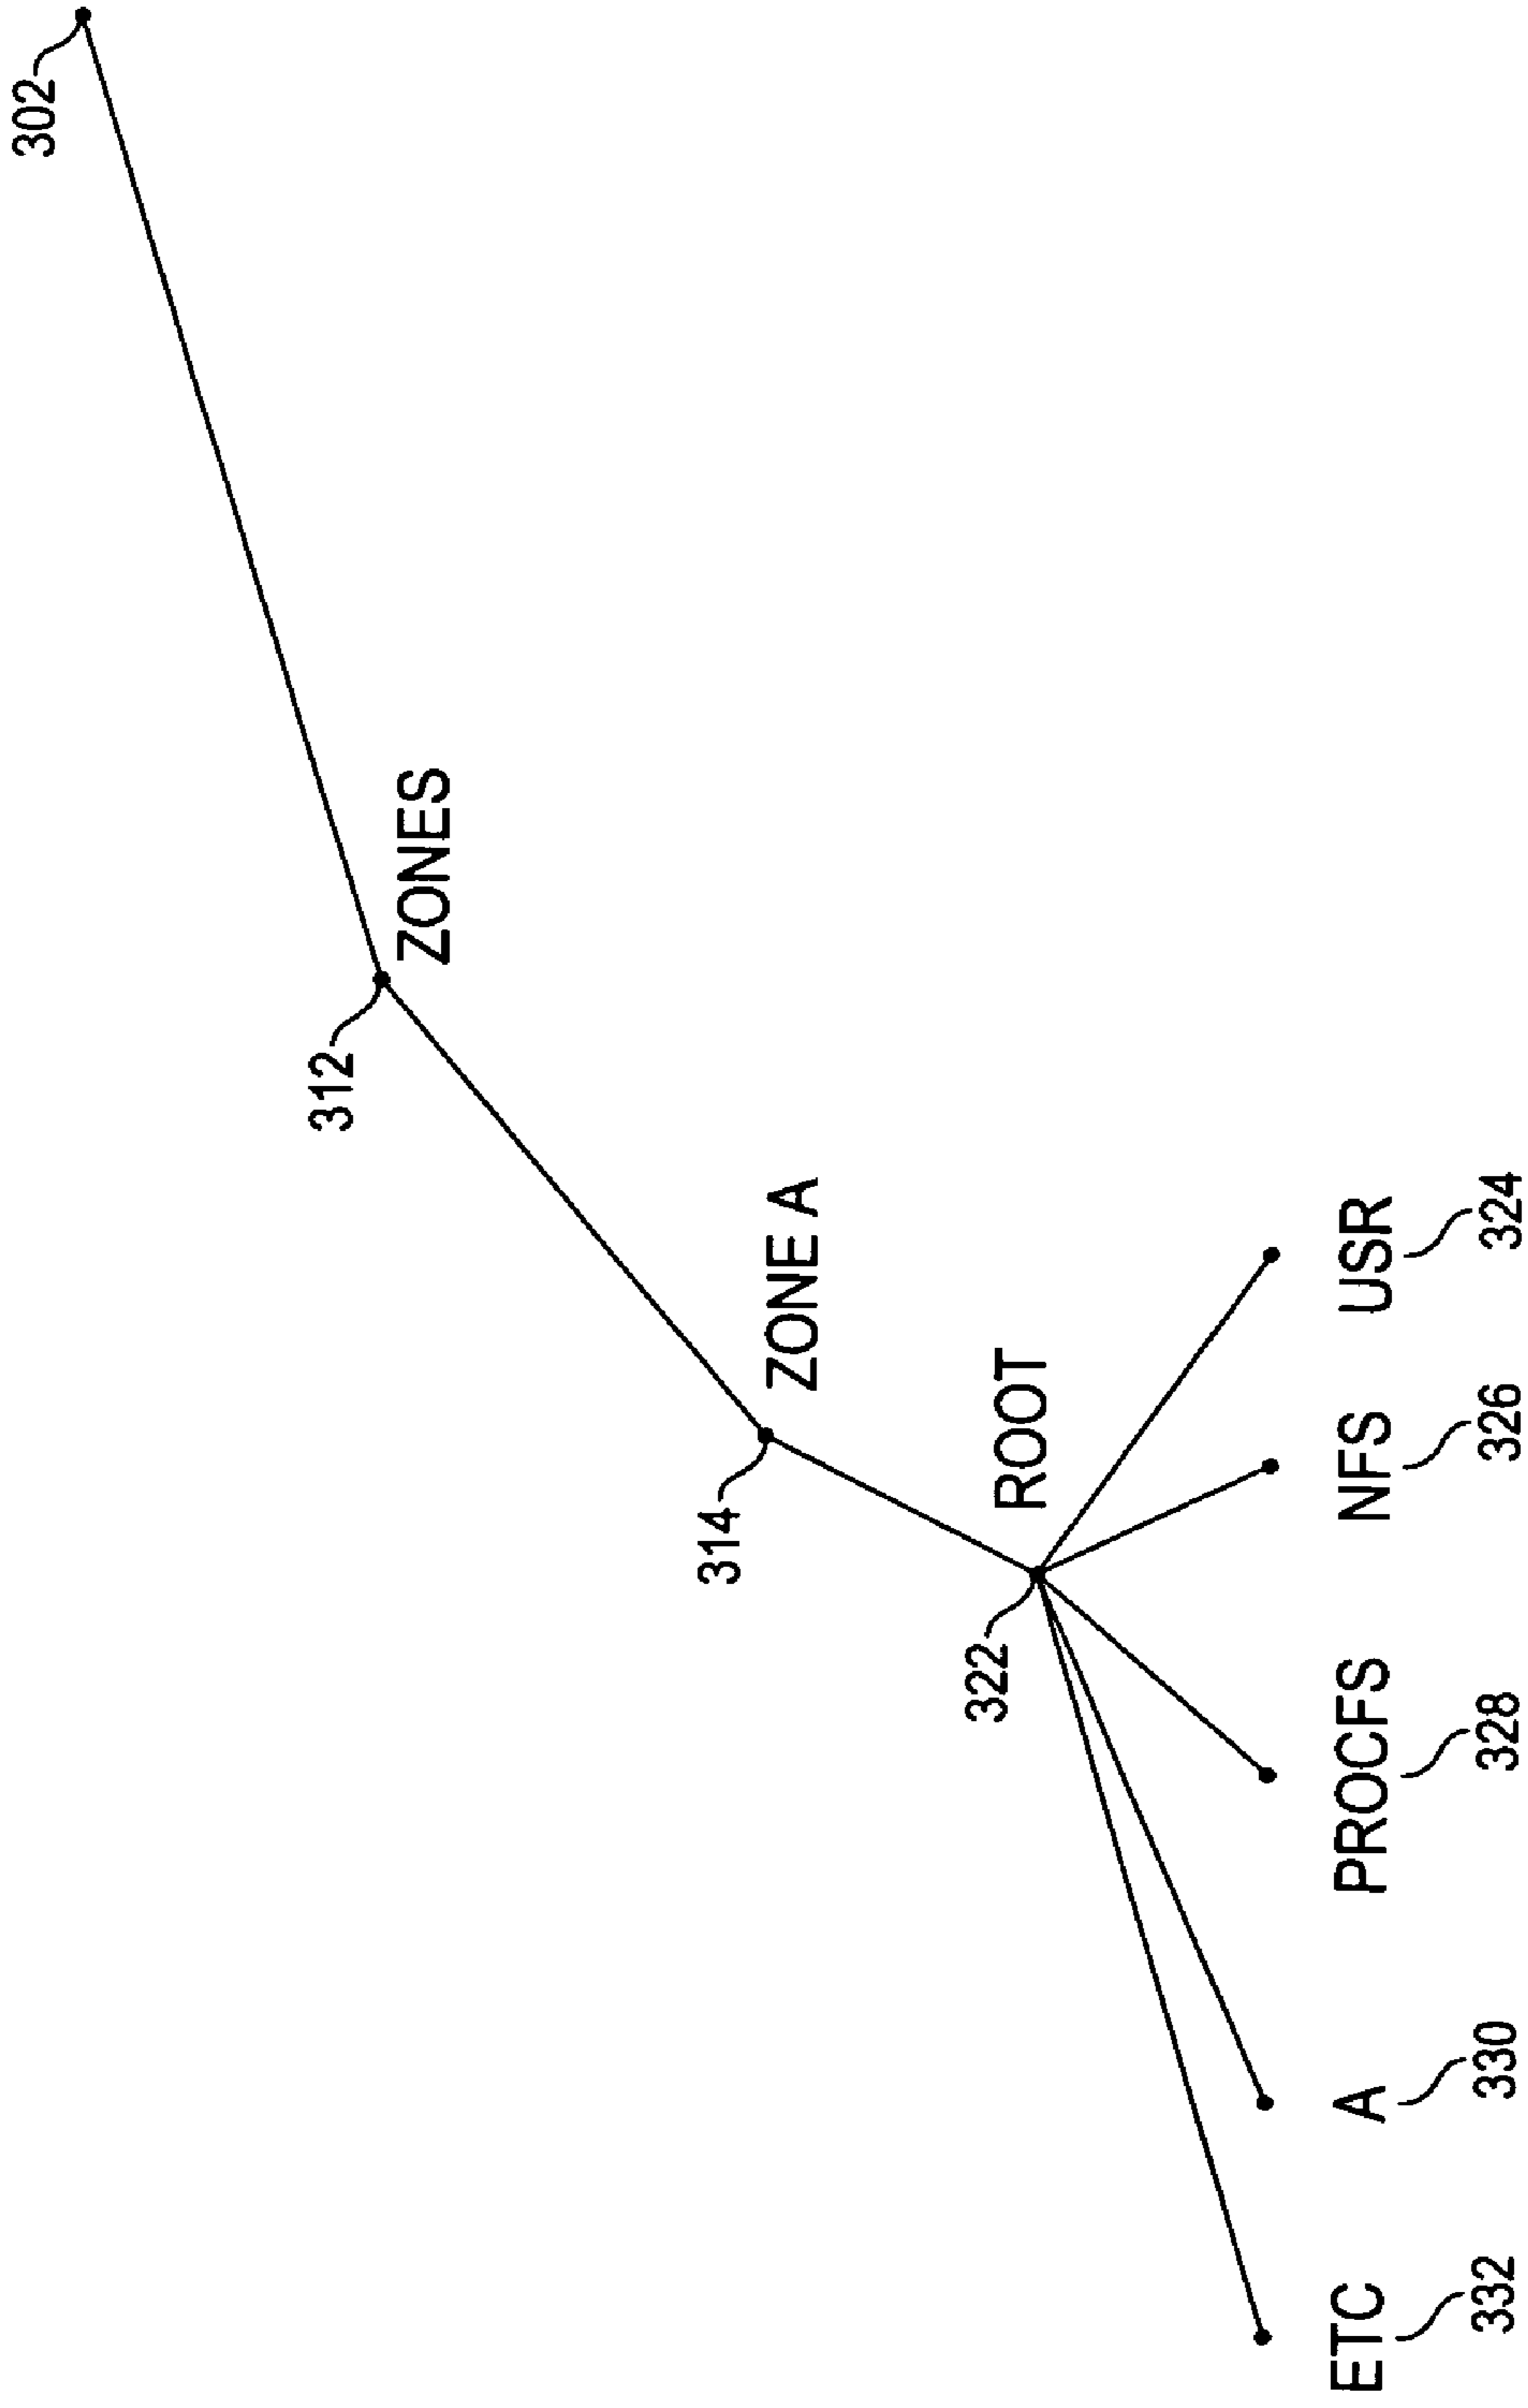 302
312
ZONES
314
ZONE A
322
ROOT
ETC
A
PROCFS
NFS
USR
332
330
328
326
324